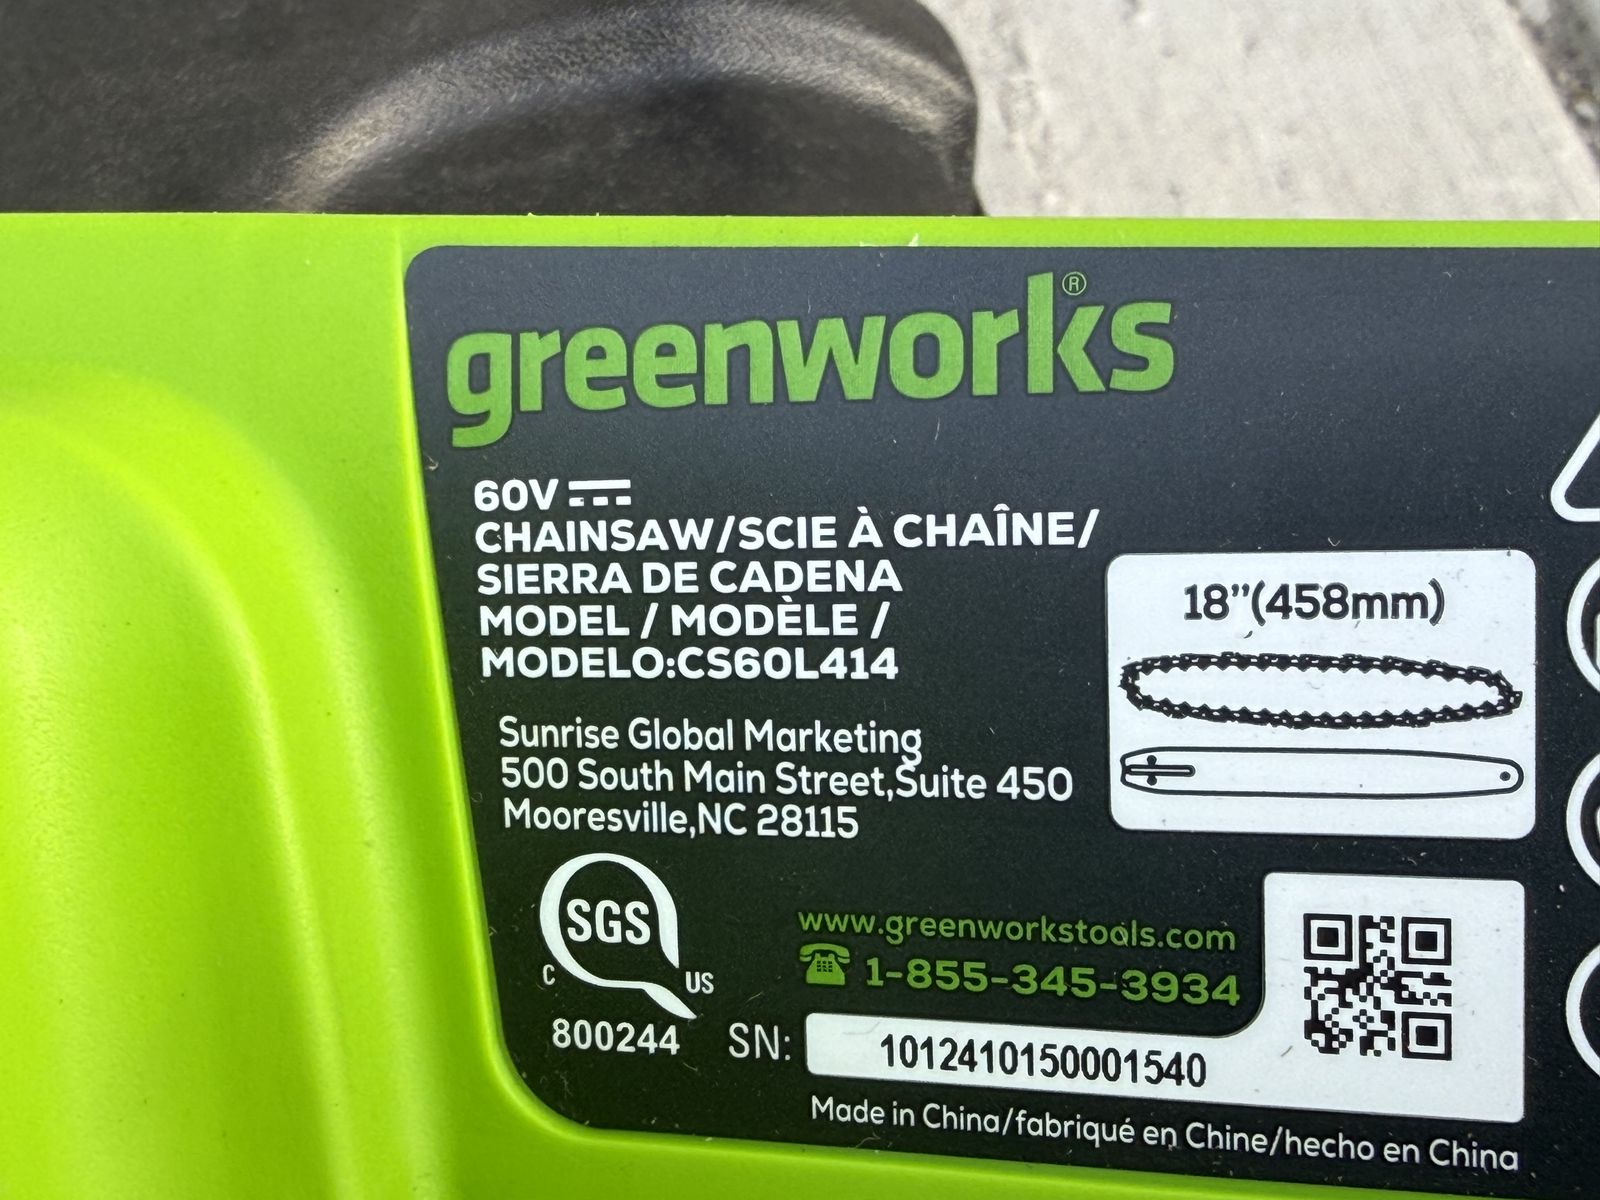 greenworks®
60V
CHAINSAW/SCIE À CHAÎNE/
SIERRA DE CADENA
MODEL / MODÈLE /
MODELO:CS60L414
18”(458mm)
Sunrise Global Marketing
500 South Main Street,Suite 450
Mooresville,NC 28115
SGS
C US
800244
www.greenworkstools.com
1-855-345-3934
SN: 1012410150001540
Made in China/fabriqué en Chine/hecho en China